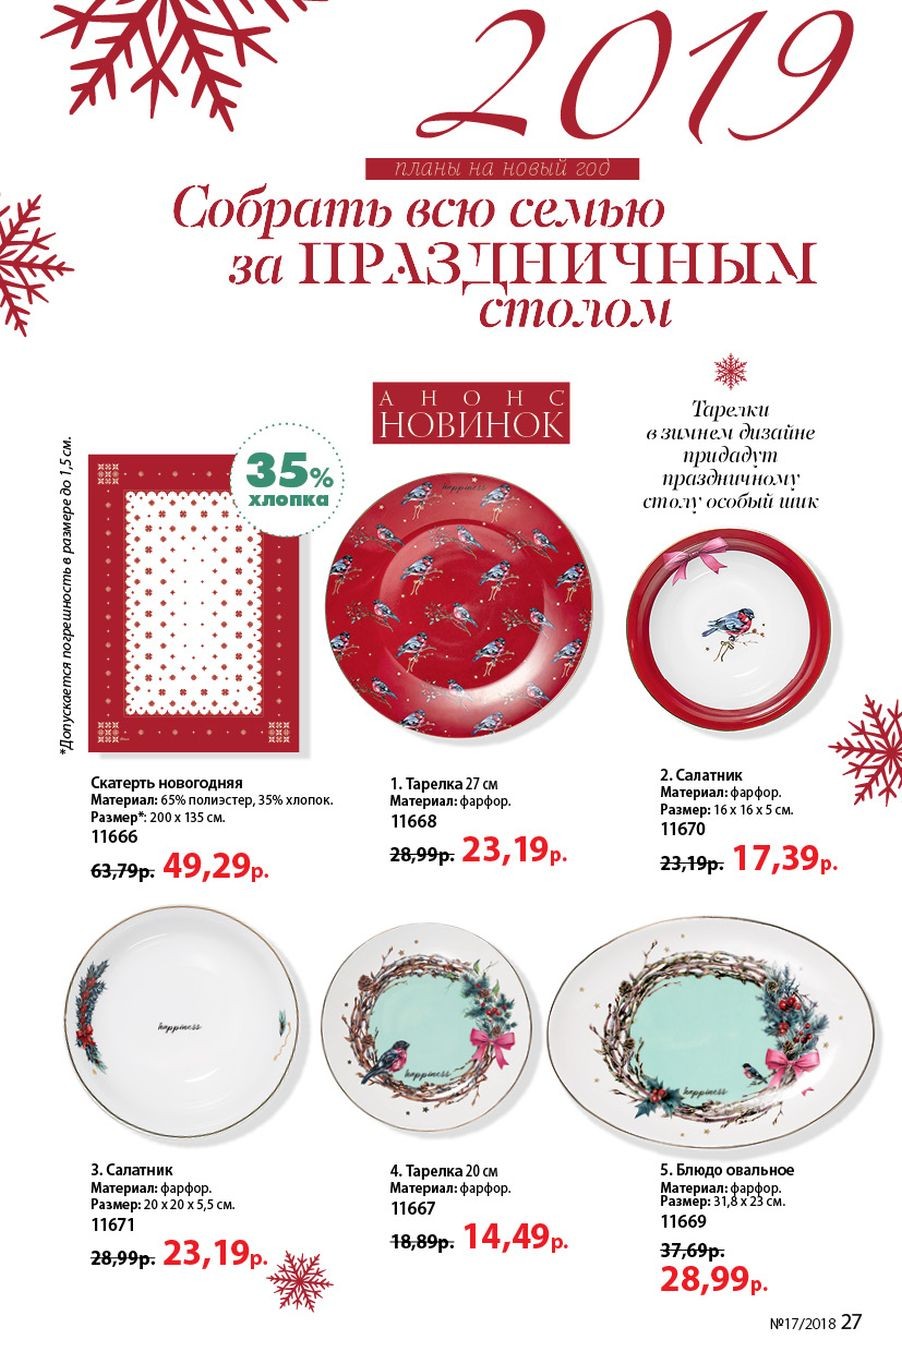 2019
планы на новый год
Собрать всю семью
за ПРАЗДНИЧНЫМ
столом
АНОНС
НОВИНОК
Тарелки
в зимнем дизайне
придадут
праздничному
столу особый шик
*Допускается погрешность в размере до 1,5 см.
35%
хлопка
happiness
Скатерть новогодняя
Материал: 65% полиэстер, 35% хлопок.
Размер*: 200 x 135 см.
11666
63,79р. 49,29р.
1. Тарелка 27 см
Материал: фарфор.
11668
28,99р. 23,19р.
2. Салатник
Материал: фарфор.
Размер: 16 x 16 x 5 см.
11670
23,19р. 17,39р.
happiness
happiness
happiness
3. Салатник
Материал: фарфор.
Размер: 20 x 20 x 5,5 см.
11671
28,99р. 23,19р.
4. Тарелка 20 см
Материал: фарфор.
11667
18,89р. 14,49р.
5. Блюдо овальное
Материал: фарфор.
Размер: 31,8 x 23 см.
11669
37,69р.
28,99р.
№17/2018 27